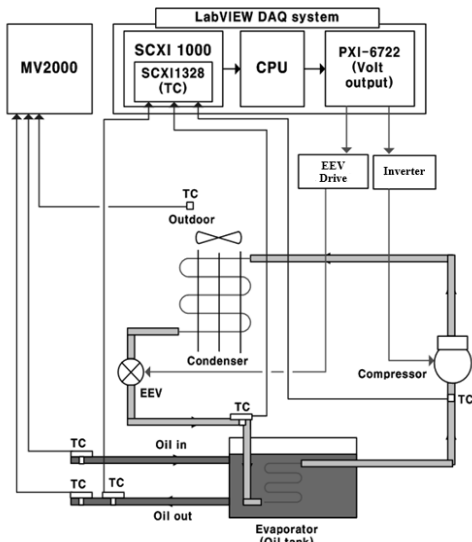 LabVIEW DAQ system
MV2000
SCXI 1000
SCXI1328
(TC)
CPU
PXI-6722
(Volt
output)
EEV
Drive
Inverter
TC
Outdoor
Condenser
Compressor
EEV
TC
TC
TC
Oil in
TC
TC
Oil out
Evaporator
(Oil tank)